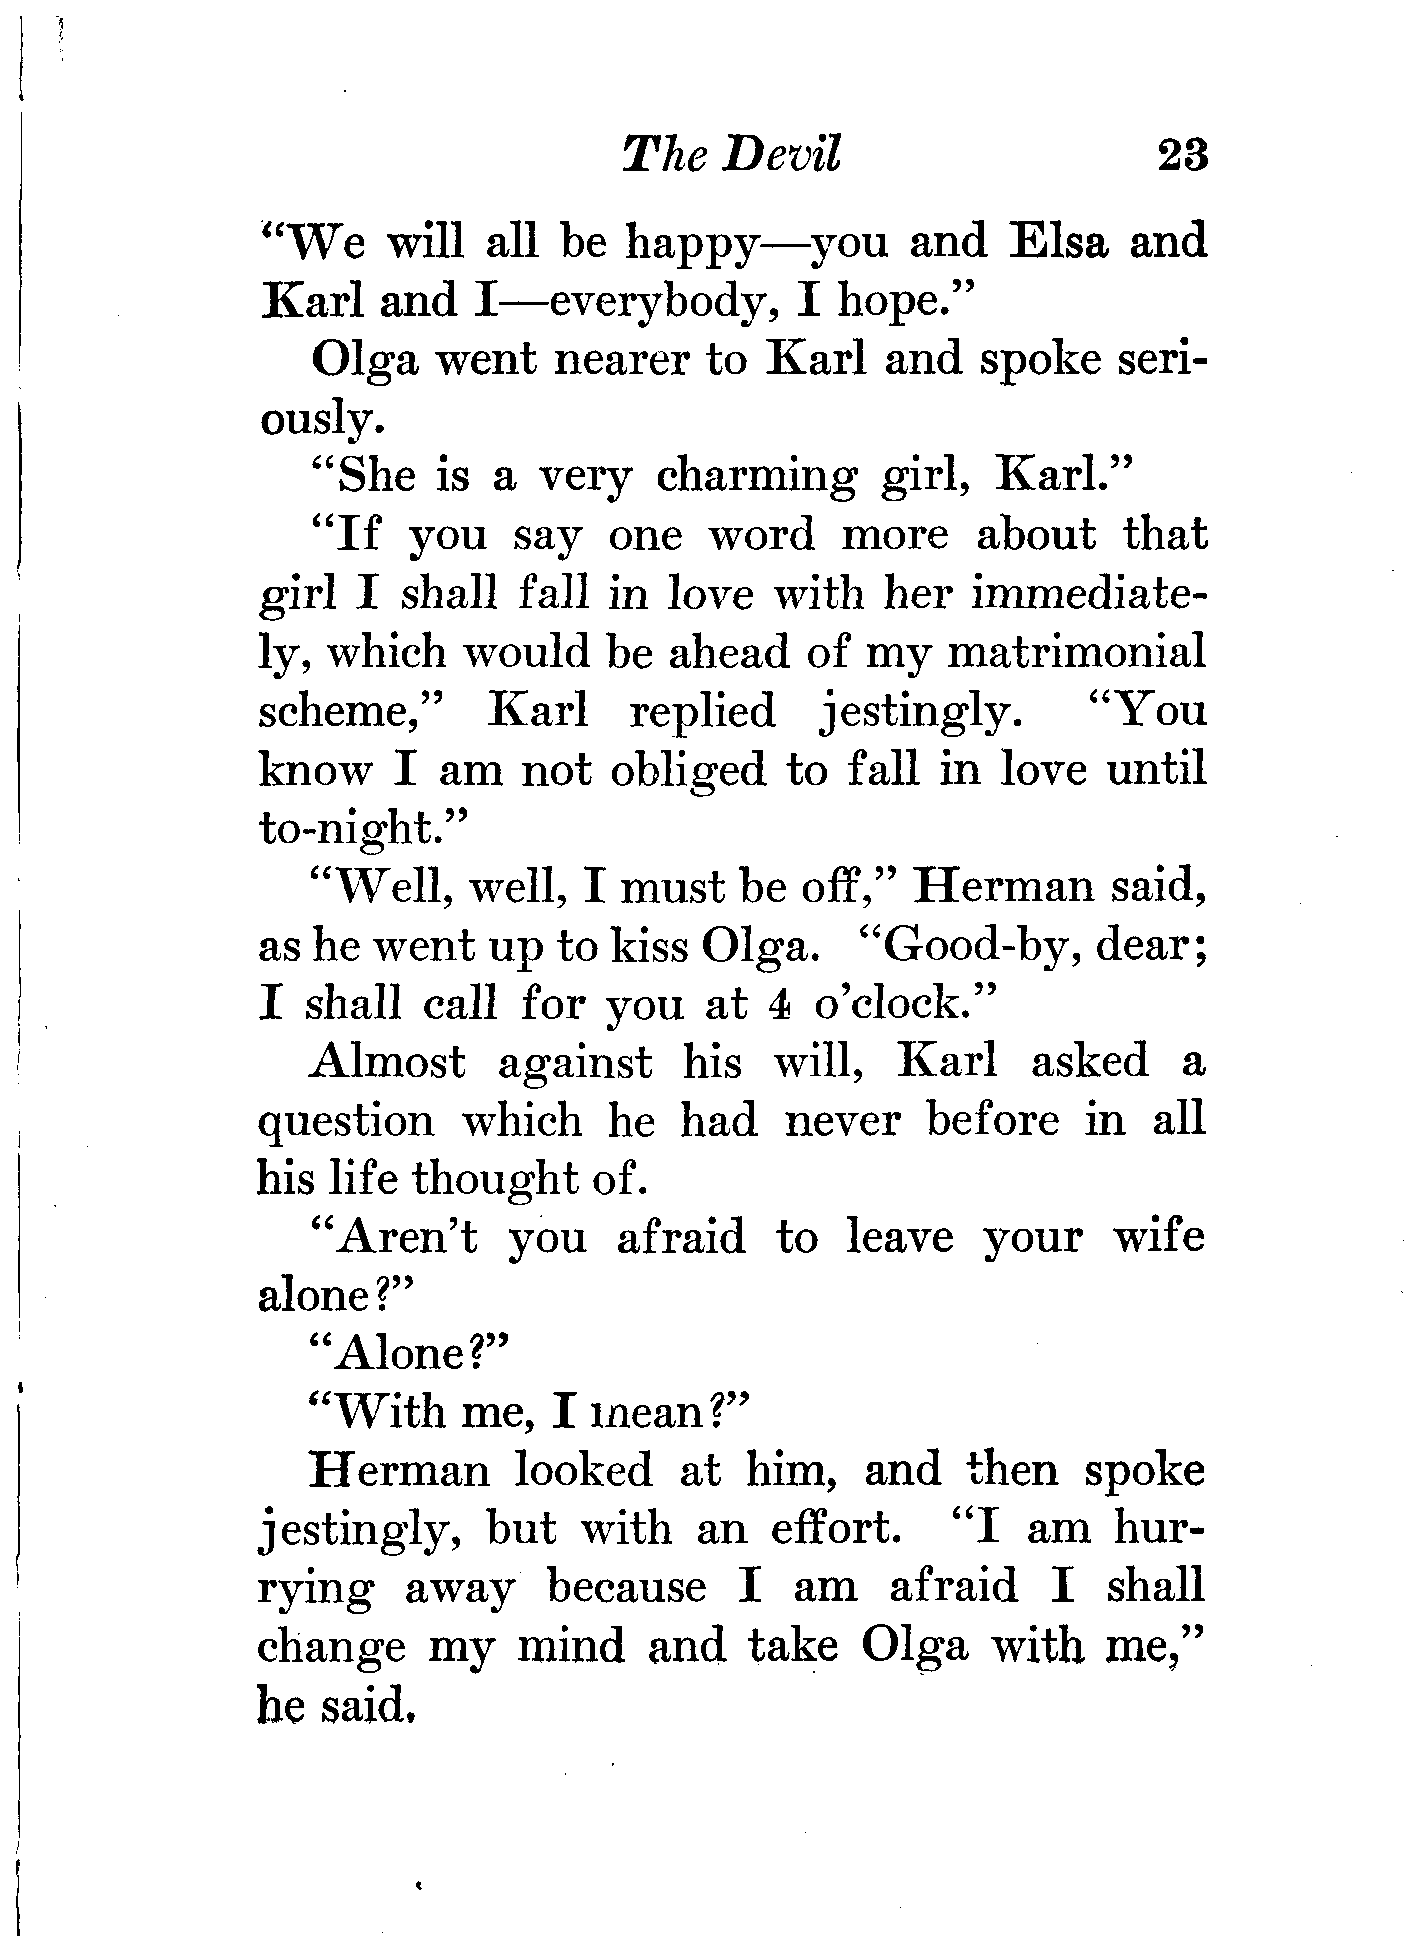 The Devil 23
“We will all be happy—you and Elsa and
Karl and I—everybody, I hope.”
Olga went nearer to Karl and spoke seri-
ously.
“She is a very charming girl, Karl.”
“If you say one word more about that
girl I shall fall in love with her immediate-
ly, which would be ahead of my matrimonial
scheme,” Karl replied jestingly. “You
know I am not obliged to fall in love until
to-night.”
“Well, well, I must be off,” Herman said,
as he went up to kiss Olga. “Good-by, dear;
I shall call for you at 4 o’clock.”
Almost against his will, Karl asked a
question which he had never before in all
his life thought of.
“Aren’t you afraid to leave your wife
alone?”
“Alone?”
“With me, I mean?”
Herman looked at him, and then spoke
jestingly, but with an effort. “I am hur-
rying away because I am afraid I shall
change my mind and take Olga with me,”
he said.